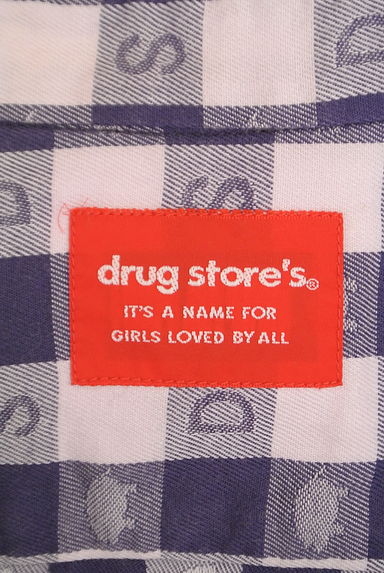 S D
D S
drug store's®
IT'S A NAME FOR
GIRLS LOVED BY ALL
S D